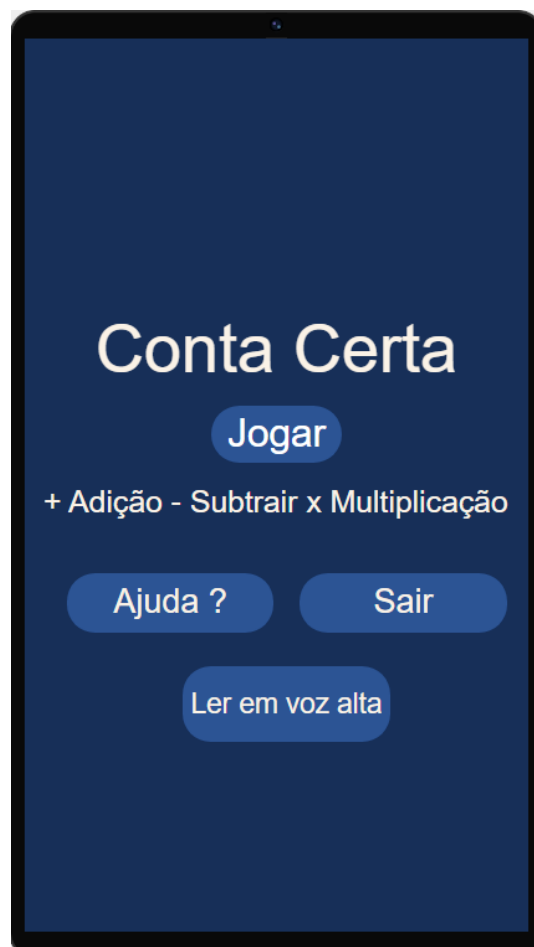 Conta Certa
Jogar
+ Adição - Subtrair x Multiplicação
Ajuda ?
Sair
Ler em voz alta